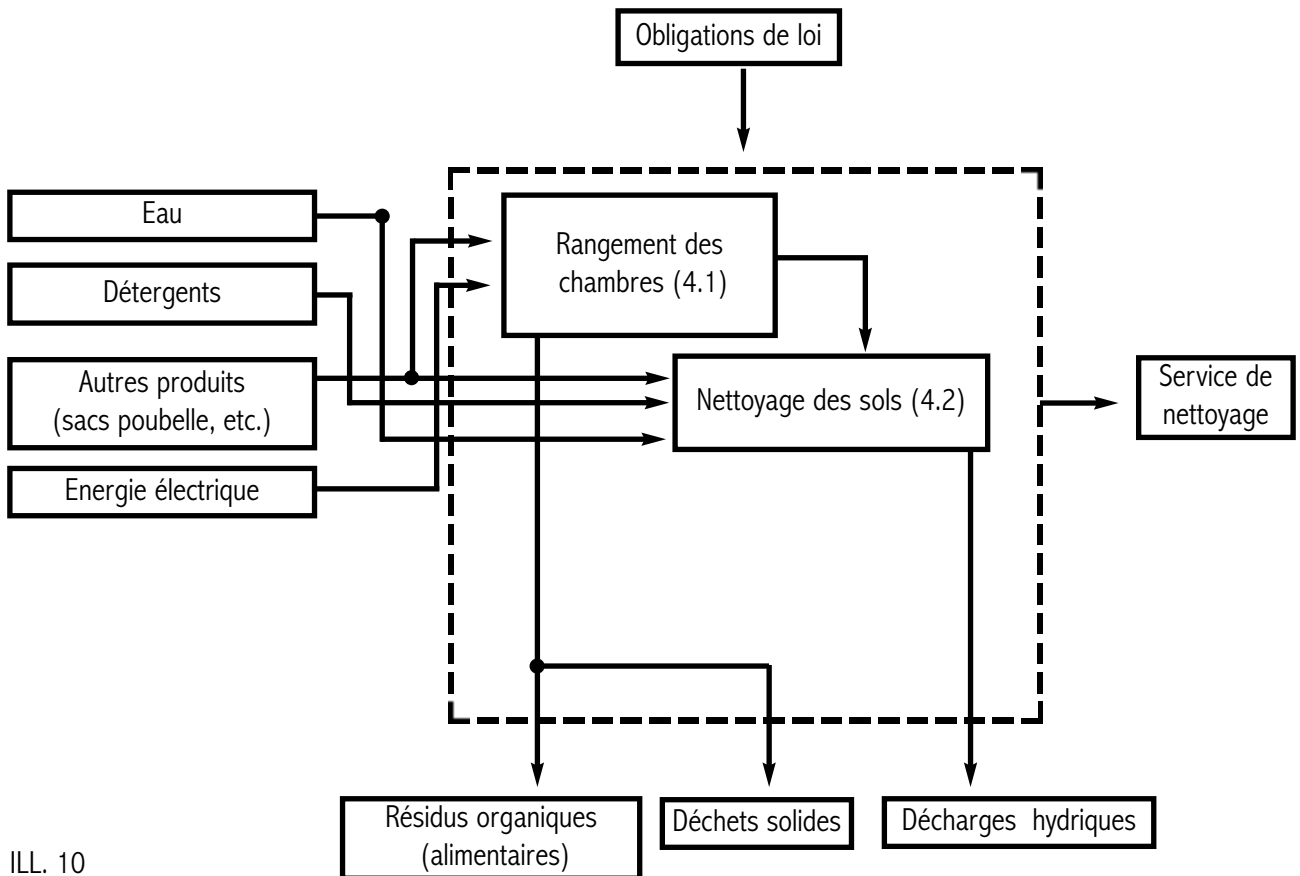 Obligations de loi
Eau
Détergents
Autres produits
(sacs poubelle, etc.)
Energie électrique
Rangement des
chambres (4.1)
Nettoyage des sols (4.2)
Service de
nettoyage
Résidus organiques
(alimentaires)
Déchets solides
Décharges hydriques
ILL. 10